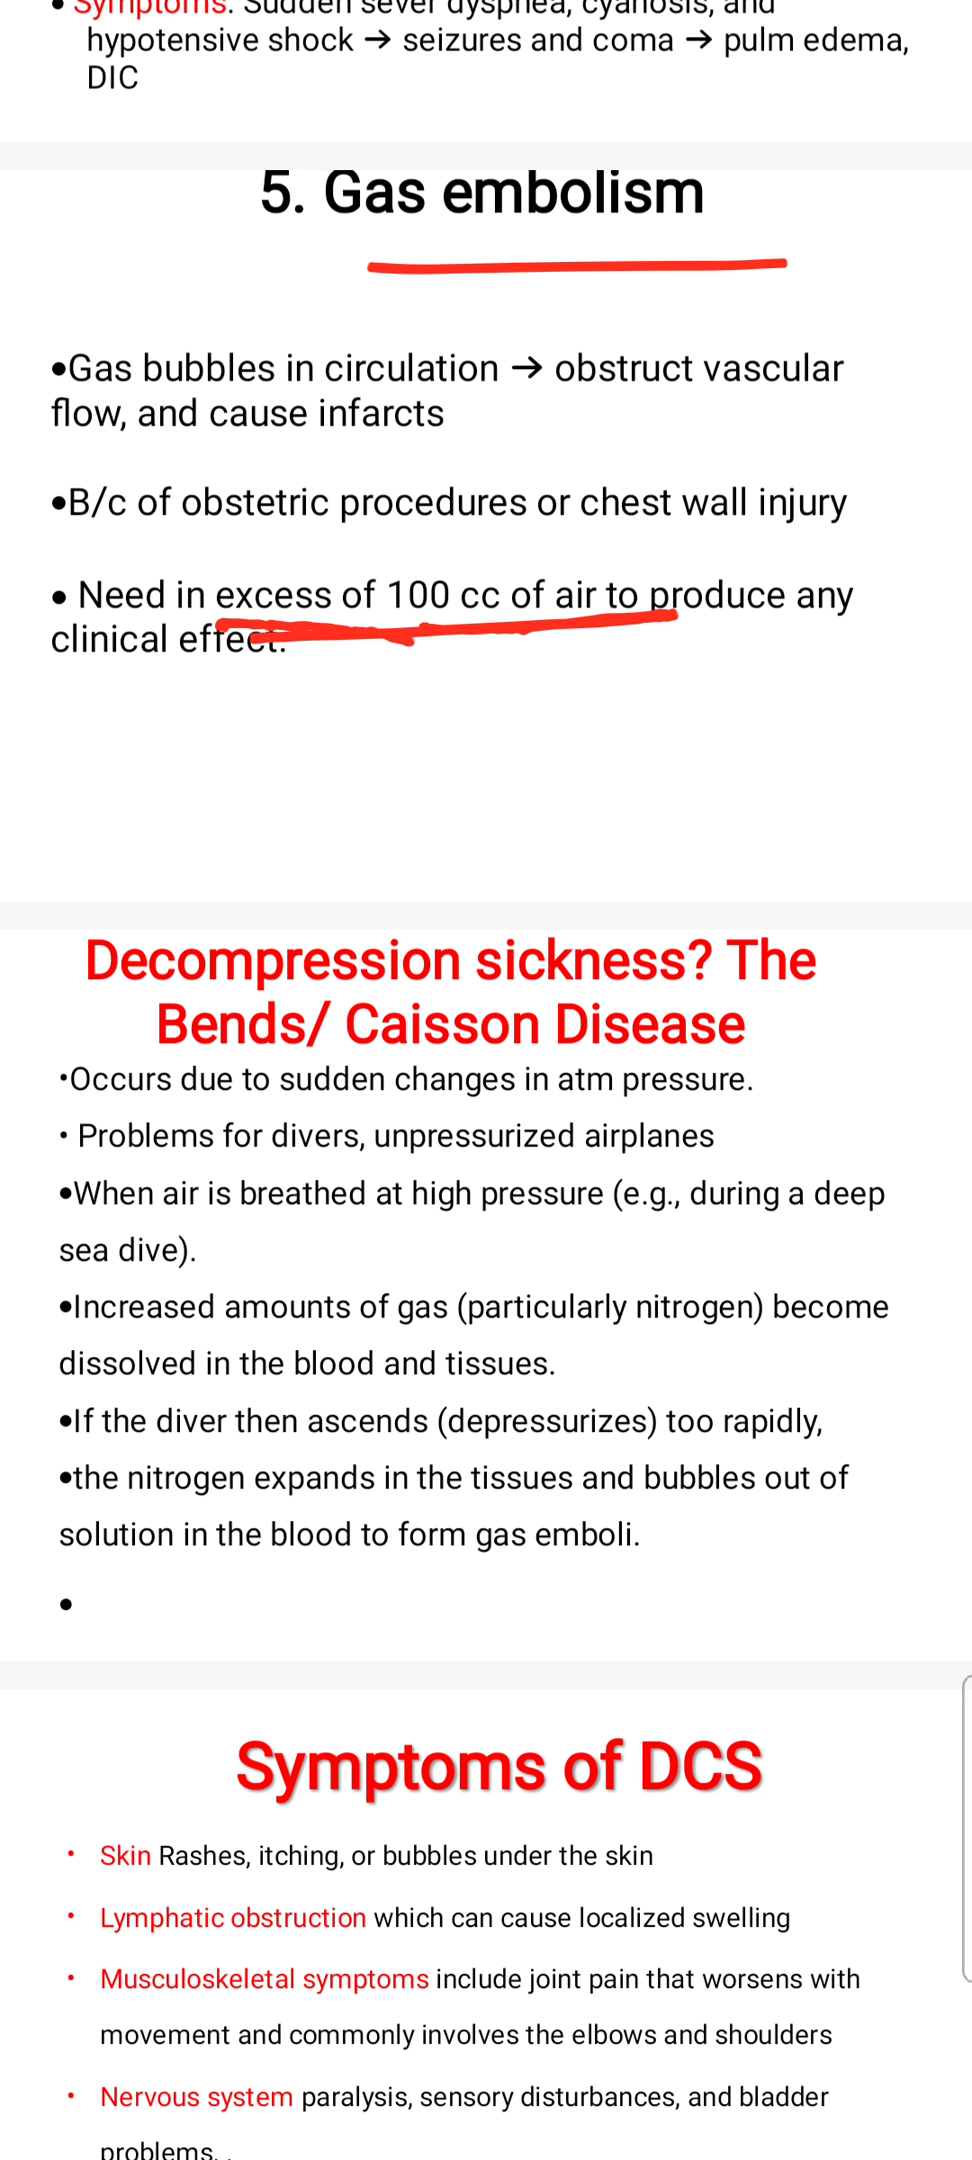 • Symptoms: Sudden sever dyspnea, cyanosis, and
hypotensive shock → seizures and coma → pulm edema,
DIC
5. Gas embolism
•Gas bubbles in circulation → obstruct vascular
flow, and cause infarcts
•B/c of obstetric procedures or chest wall injury
• Need in excess of 100 cc of air to produce any
clinical effect.
Decompression sickness? The
Bends/ Caisson Disease
•Occurs due to sudden changes in atm pressure.
• Problems for divers, unpressurized airplanes
•When air is breathed at high pressure (e.g., during a deep
sea dive).
•Increased amounts of gas (particularly nitrogen) become
dissolved in the blood and tissues.
•If the diver then ascends (depressurizes) too rapidly,
•the nitrogen expands in the tissues and bubbles out of
solution in the blood to form gas emboli.
•
Symptoms of DCS
• Skin Rashes, itching, or bubbles under the skin
• Lymphatic obstruction which can cause localized swelling
• Musculoskeletal symptoms include joint pain that worsens with
movement and commonly involves the elbows and shoulders
• Nervous system paralysis, sensory disturbances, and bladder
problems. .